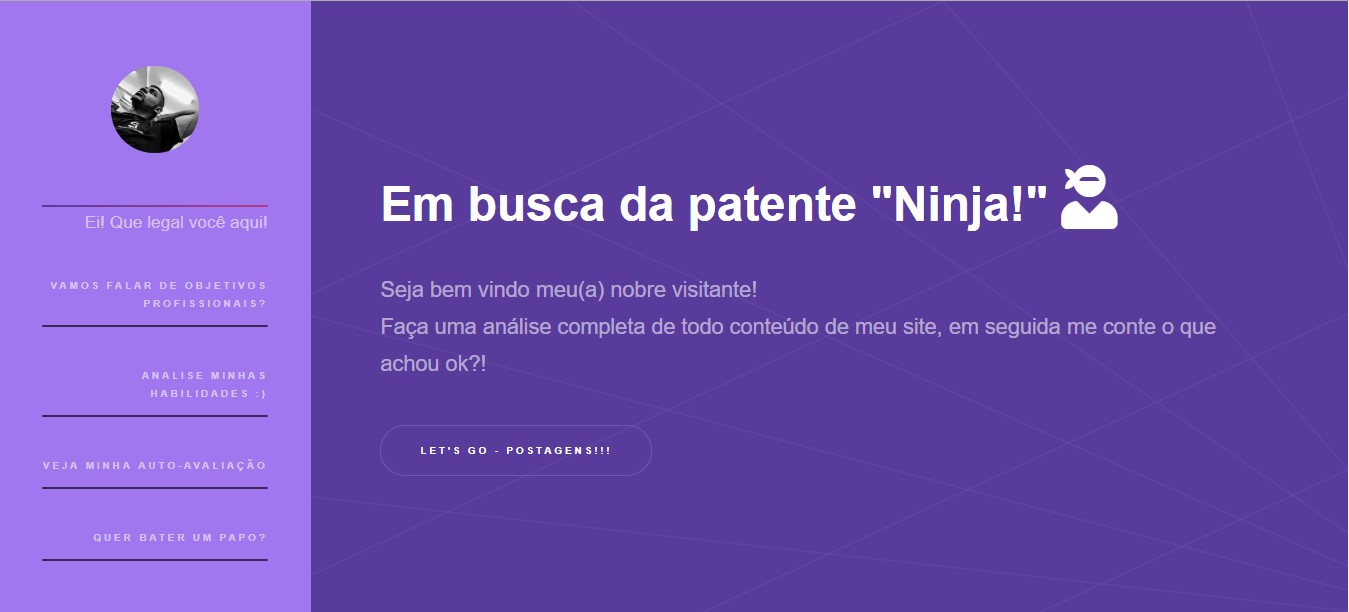 Ei! Que legal você aqui!
VAMOS FALAR DE OBJETIVOS
PROFISSIONAIS?
ANALISE MINHAS
HABILIDADES :)
VEJA MINHA AUTO-AVALIAÇÃO
QUER BATER UM PAPO?
Em busca da patente "Ninja!"
Seja bem vindo meu(a) nobre visitante!
Faça uma análise completa de todo conteúdo de meu site, em seguida me conte o que
achou ok?!
LET'S GO - POSTAGENS!!!